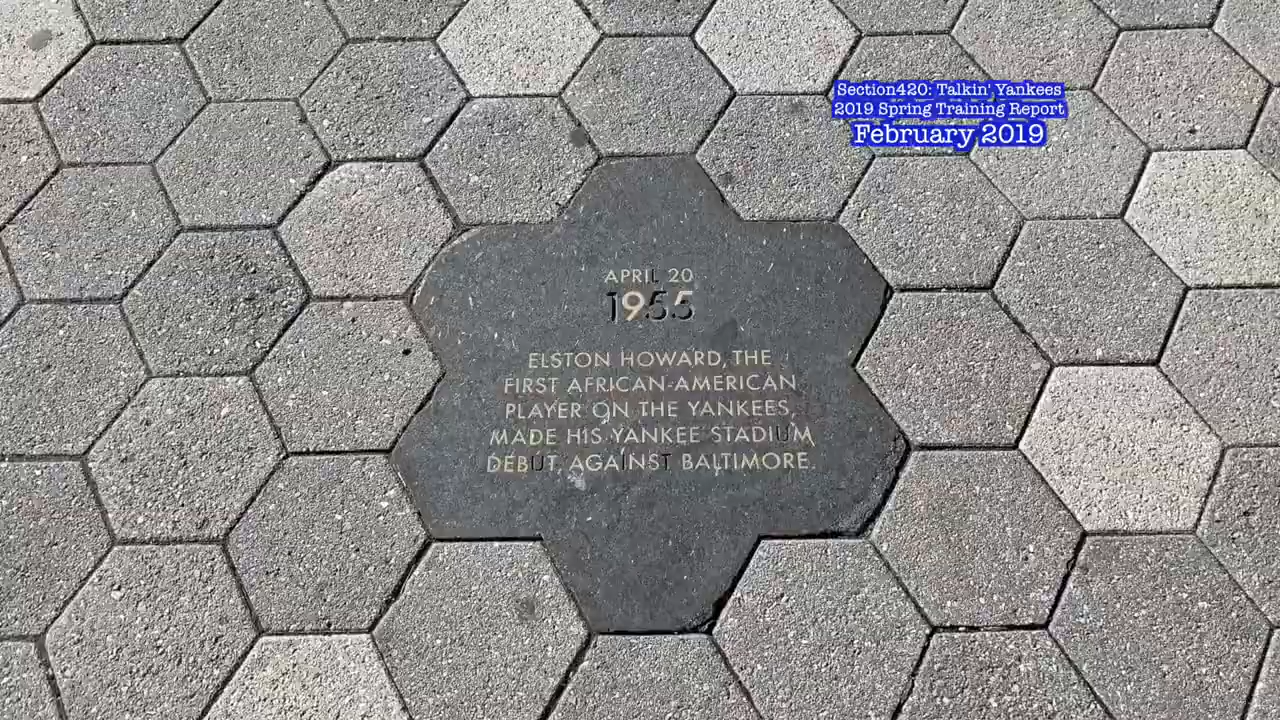 Section420: Talkin' Yankees
2019 Spring Training Report
February 2019
APRIL 20
1955
ELSTON HOWARD, THE
FIRST AFRICAN-AMERICAN
PLAYER ON THE YANKEES,
MADE HIS YANKEE STADIUM
DEBUT, AGAINST BALTIMORE.